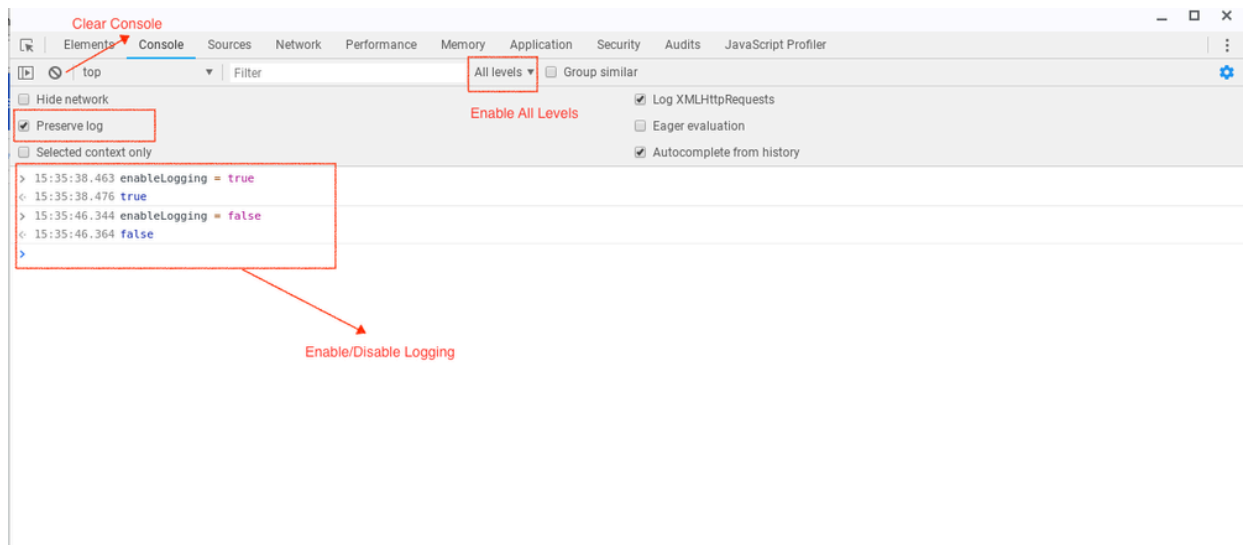 Clear Console
Elements Console Sources Network Performance Memory Application Security Audits JavaScript Profiler
top Filter All levels Group similar
Hide network Log XMLHttpRequests
Enable All Levels
Preserve log Eager evaluation
Selected context only Autocomplete from history
> 15:35:38.463 enableLogging = true
<· 15:35:38.476 true
> 15:35:46.344 enableLogging = false
<· 15:35:46.364 false
>
Enable/Disable Logging